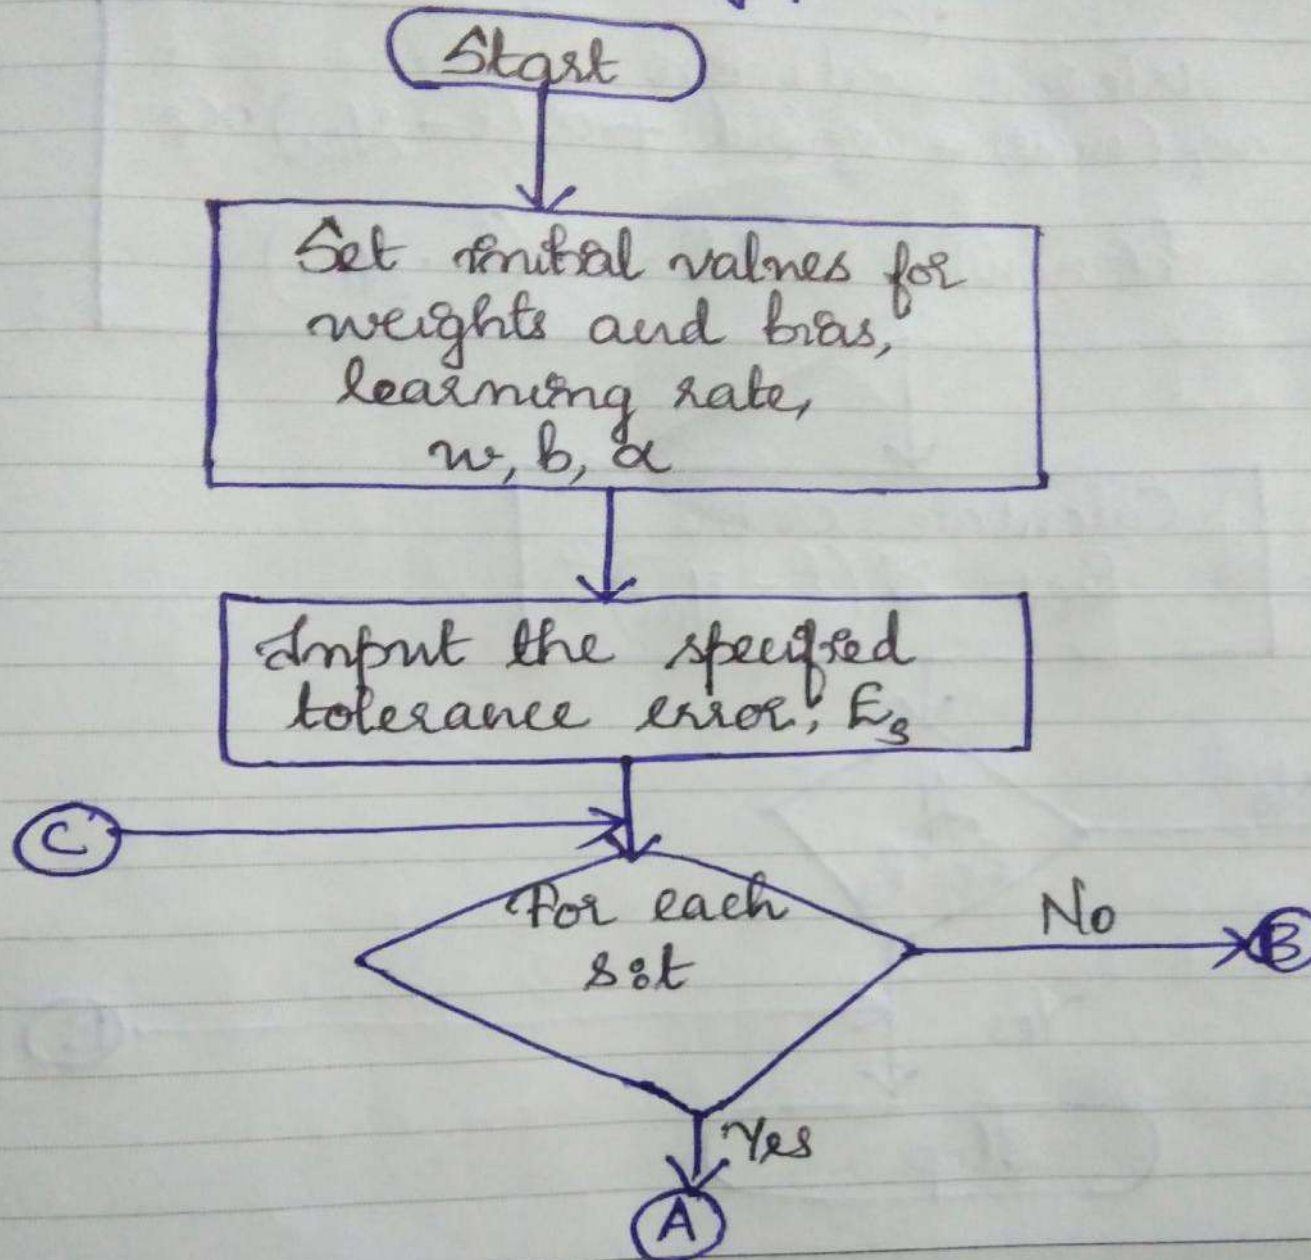 Start
Set initial values for
weights and bias,
learning rate,
w, b, α
Input the specified
tolerance error, Es
C
For each
s:t
No
B
Yes
A